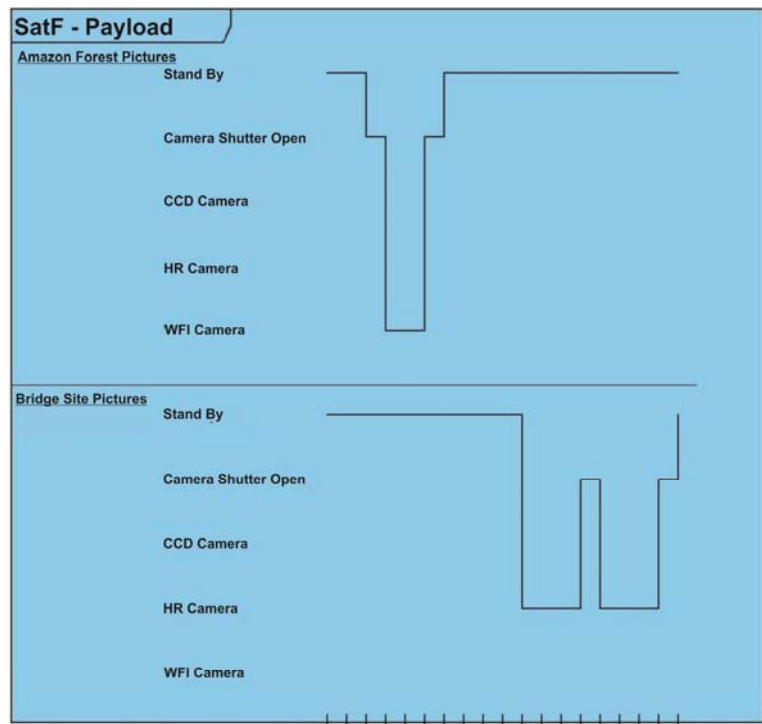 SatF - Payload
Amazon Forest Pictures
Stand By
Camera Shutter Open
CCD Camera
HR Camera
WFI Camera
Bridge Site Pictures
Stand By
Camera Shutter Open
CCD Camera
HR Camera
WFI Camera